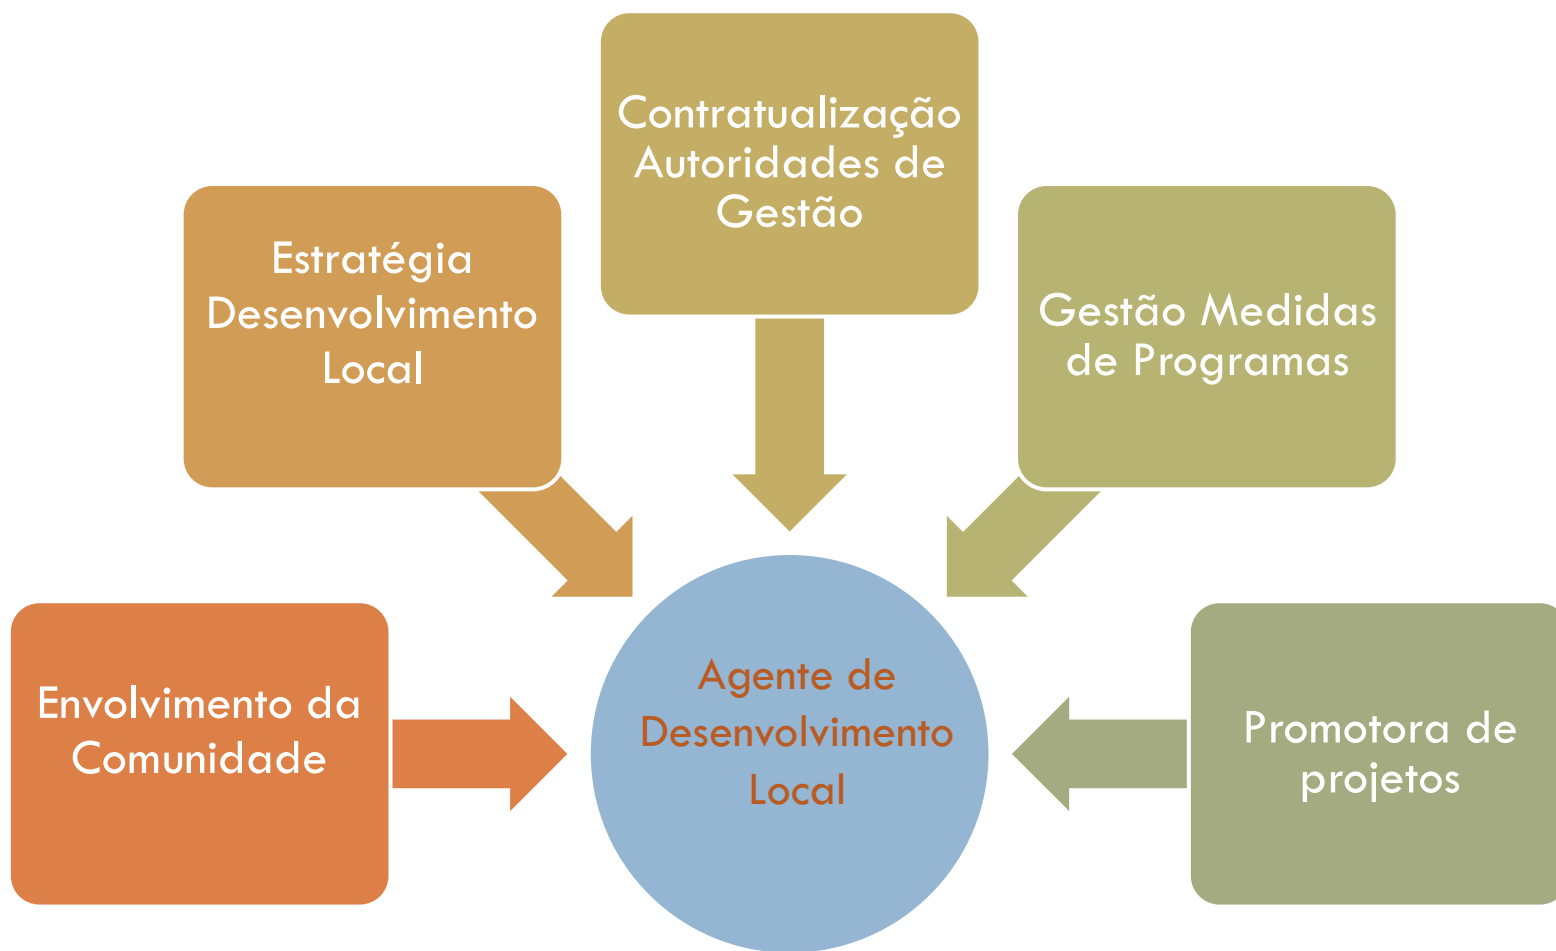 Contratualização
Autoridades de
Gestão
Estratégia
Desenvolvimento
Local
Gestão Medidas
de Programas
Envolvimento da
Comunidade
Agente de
Desenvolvimento
Local
Promotora de
projetos